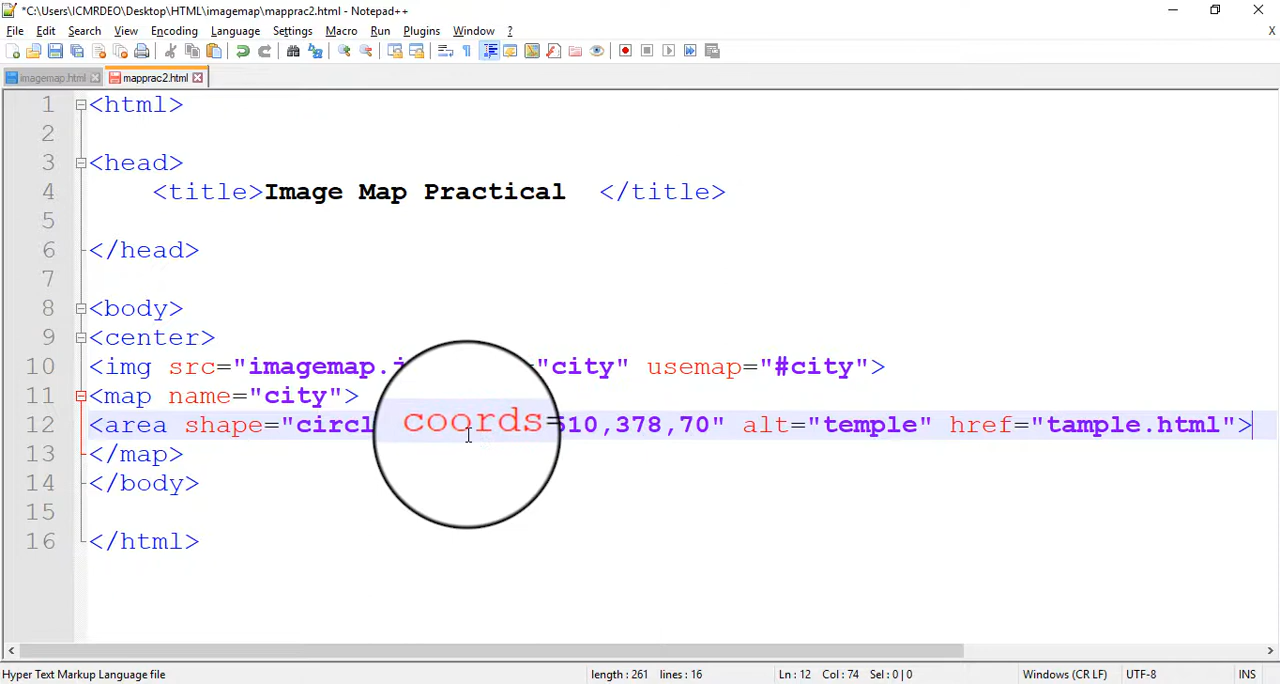 *C:\Users\ICMRDEO\Desktop\HTML\imagemap\mapprac2.html - Notepad++
File Edit Search View Encoding Language Settings Macro Run Plugins Window ? X
imagemap.html mapprac2.html
1 <html>
2
3 <head>
4 <title>Image Map Practical </title>
5
6 </head>
7
8 <body>
9 <center>
10 <img src="imagemap. "city" usemap="#city">
11 <map name="city">
12 <area shape="circl coords= 510,378,70" alt="temple" href="tample.html">
13 </map>
14 </body>
15
16 </html>
Hyper Text Markup Language file length : 261 lines : 16 Ln : 12 Col : 74 Sel : 0 | 0 Windows (CR LF) UTF-8 INS